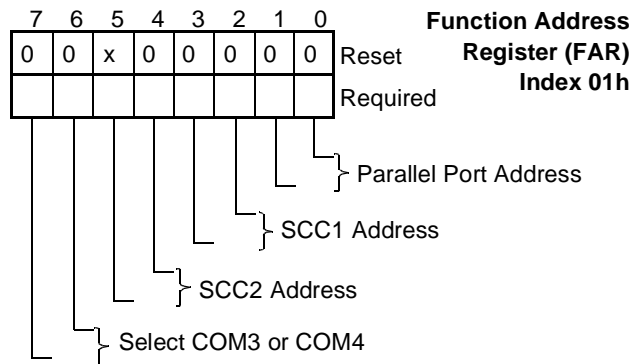 7 6 5 4 3 2 1 0
Function Address
Register (FAR)
Index 01h
0 0 x 0 0 0 0 0 Reset
Required
Parallel Port Address
SCC1 Address
SCC2 Address
Select COM3 or COM4